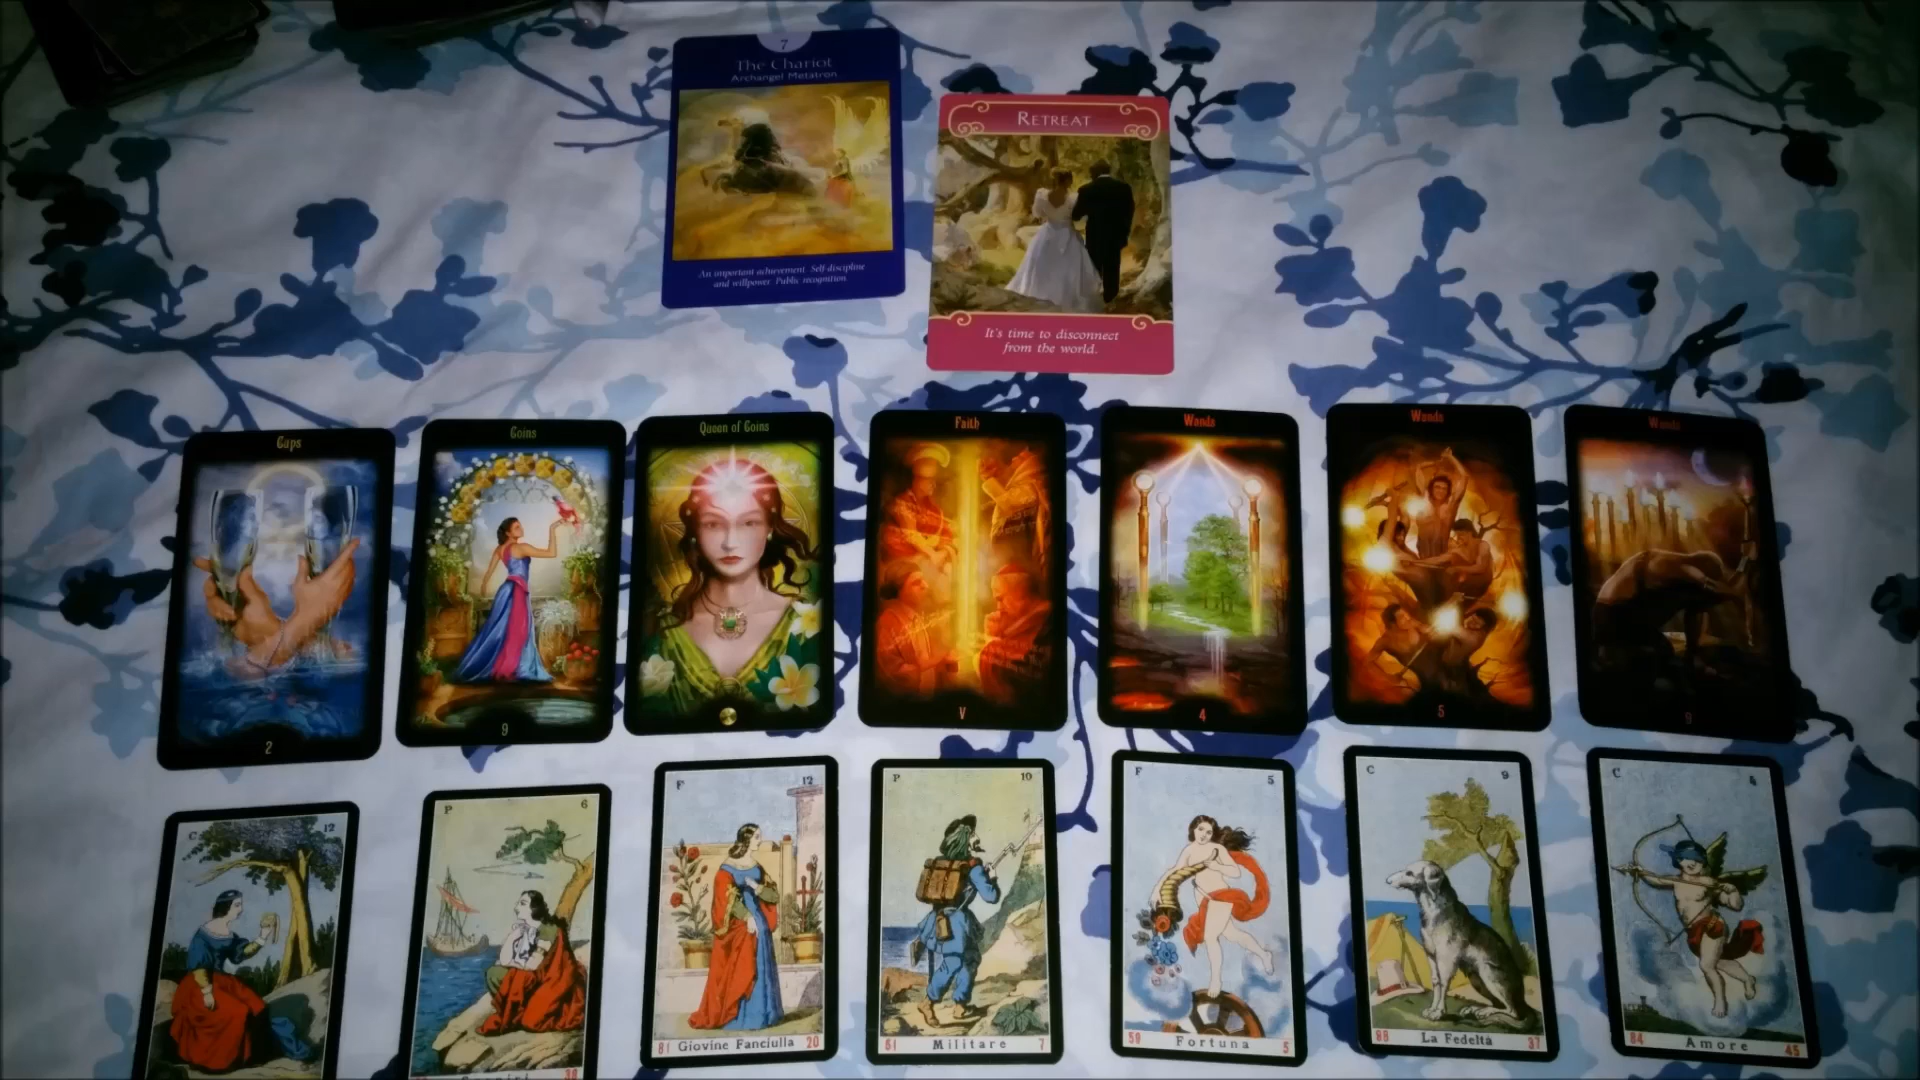 7
The Chariot
Archangel Metatron
An important achievement. Self-discipline
and willpower. Public recognition.
RETREAT
It's time to disconnect
from the world.
Cups
2
Coins
9
Queen of Coins
Faith
V
Wands
4
Wands
5
Wands
9
C 12
P 6
F 12
81 Giovine Fanciulla 20
P 10
61 Militare 7
F 5
59 Fortuna 5
C 9
88 La Fedeltà 37
C 4
84 Amore 45